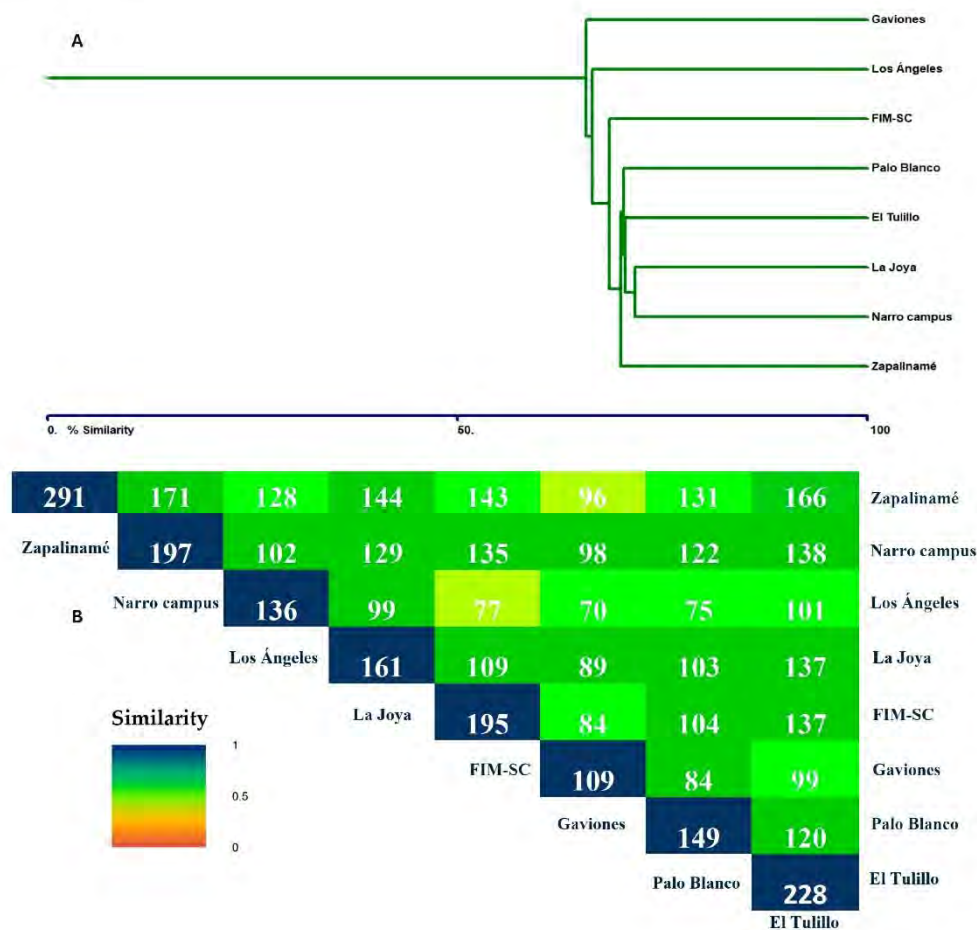 A
Gaviones
Los Ángeles
FIM-SC
Palo Blanco
El Tulillo
La Joya
Narro campus
Zapalinamé
0. % Similarity 50. 100
291 171 128 144 143 96 131 166 Zapalinamé
Zapalinamé 197 102 129 135 98 122 138 Narro campus
Narro campus 136 99 77 70 75 101 Los Ángeles
B
Los Ángeles 161 109 89 103 137 La Joya
La Joya 195 84 104 137 FIM-SC
FIM-SC 109 84 99 Gaviones
Gaviones 149 120 Palo Blanco
Palo Blanco 228 El Tulillo
El Tulillo
Similarity
1
0.5
0